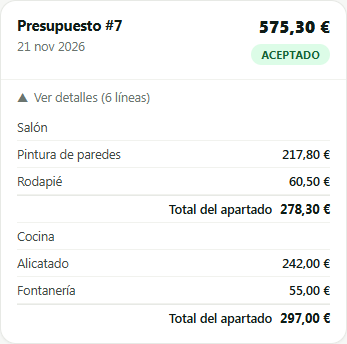 Presupuesto #7
575,30 €
21 nov 2026
ACEPTADO
▲ Ver detalles (6 líneas)
Salón
Pintura de paredes 217,80 €
Rodapié 60,50 €
Total del apartado 278,30 €
Cocina
Alicatado 242,00 €
Fontanería 55,00 €
Total del apartado 297,00 €